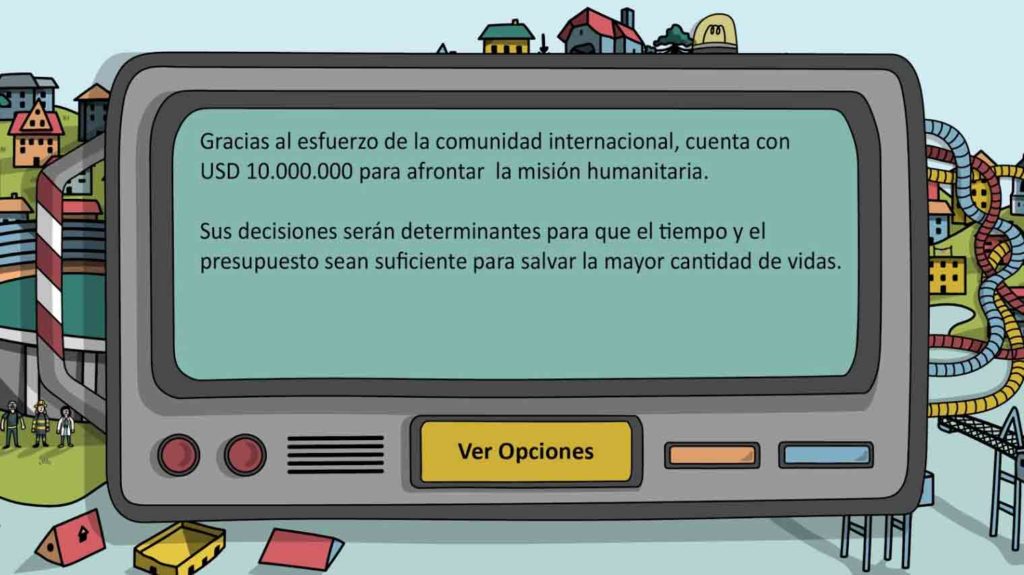 Gracias al esfuerzo de la comunidad internacional, cuenta con
USD 10.000.000 para afrontar la misión humanitaria.
Sus decisiones serán determinantes para que el tiempo y el
presupuesto sean suficiente para salvar la mayor cantidad de vidas.
Ver Opciones